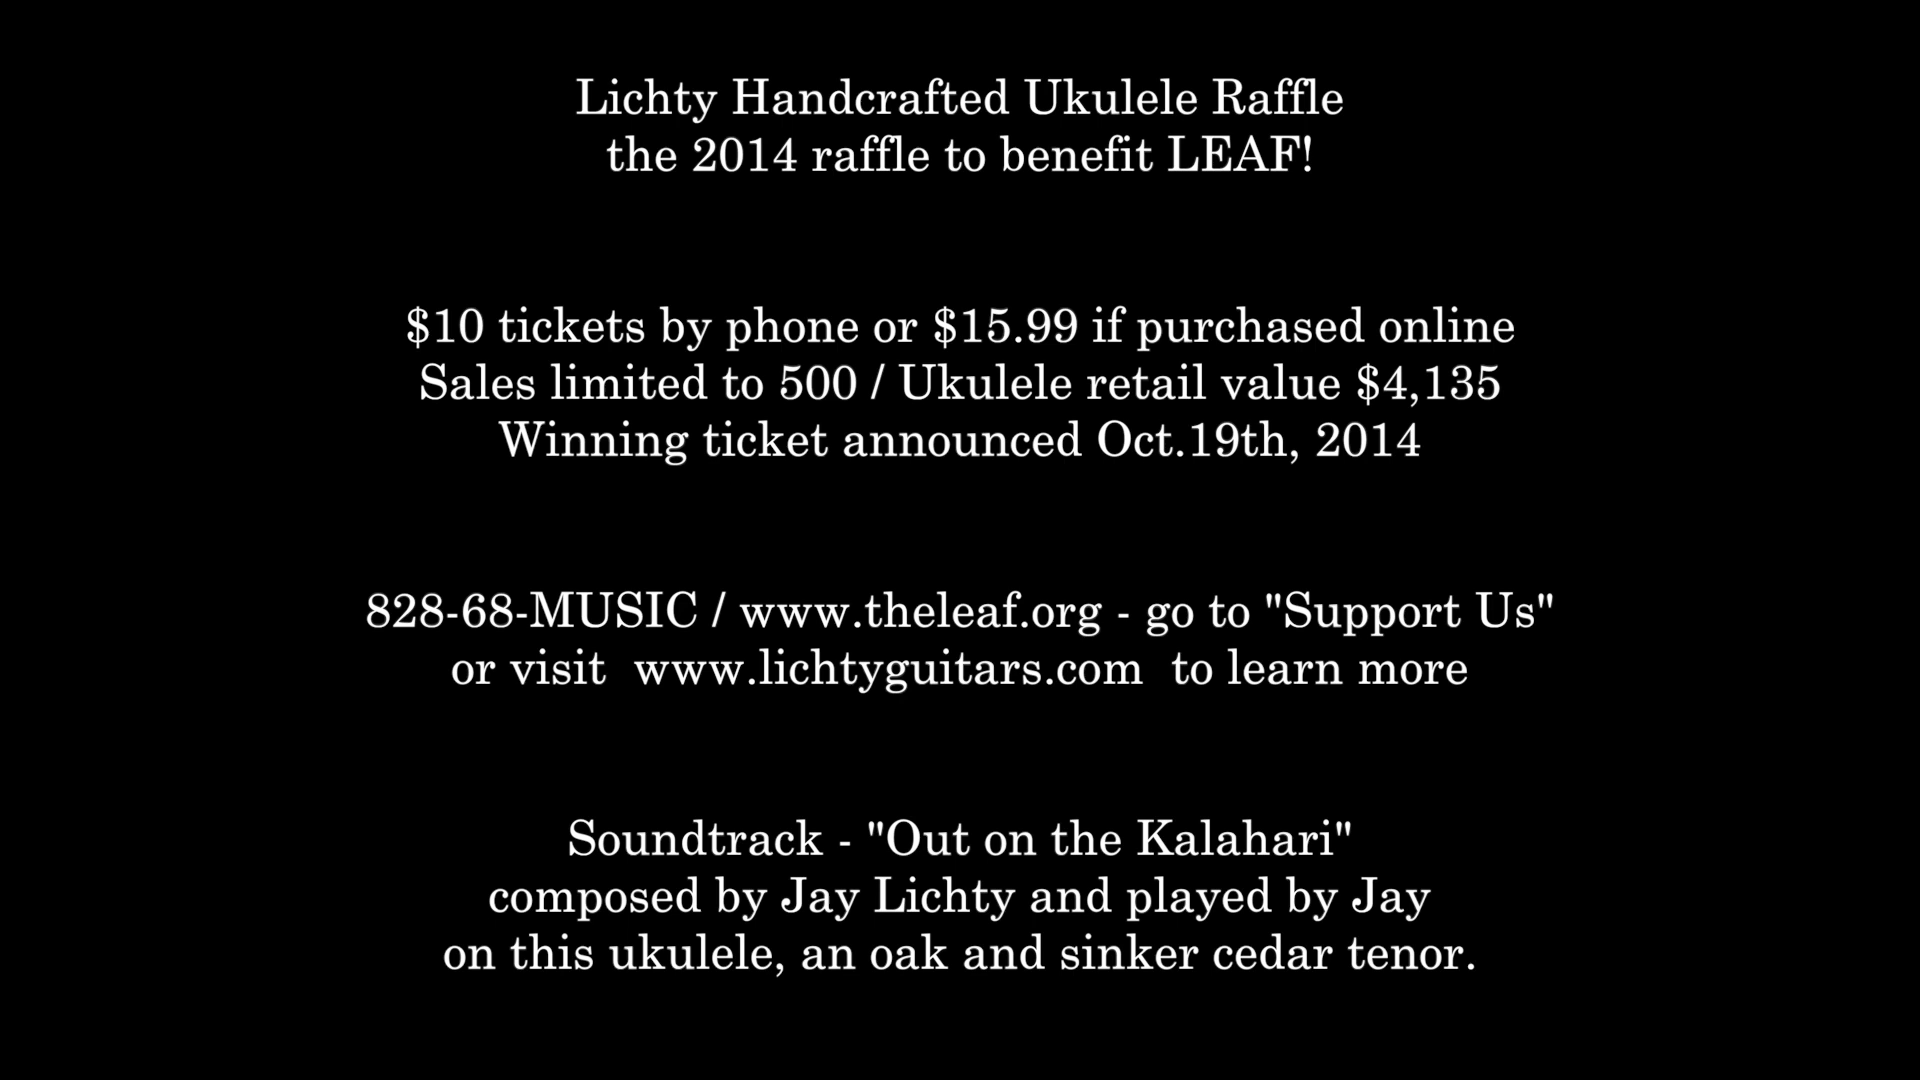 Lichty Handcrafted Ukulele Raffle
the 2014 raffle to benefit LEAF!
$10 tickets by phone or $15.99 if purchased online
Sales limited to 500 / Ukulele retail value $4,135
Winning ticket announced Oct.19th, 2014
828-68-MUSIC / www.theleaf.org - go to "Support Us"
or visit  www.lichtyguitars.com  to learn more
Soundtrack - "Out on the Kalahari"
composed by Jay Lichty and played by Jay
on this ukulele, an oak and sinker cedar tenor.